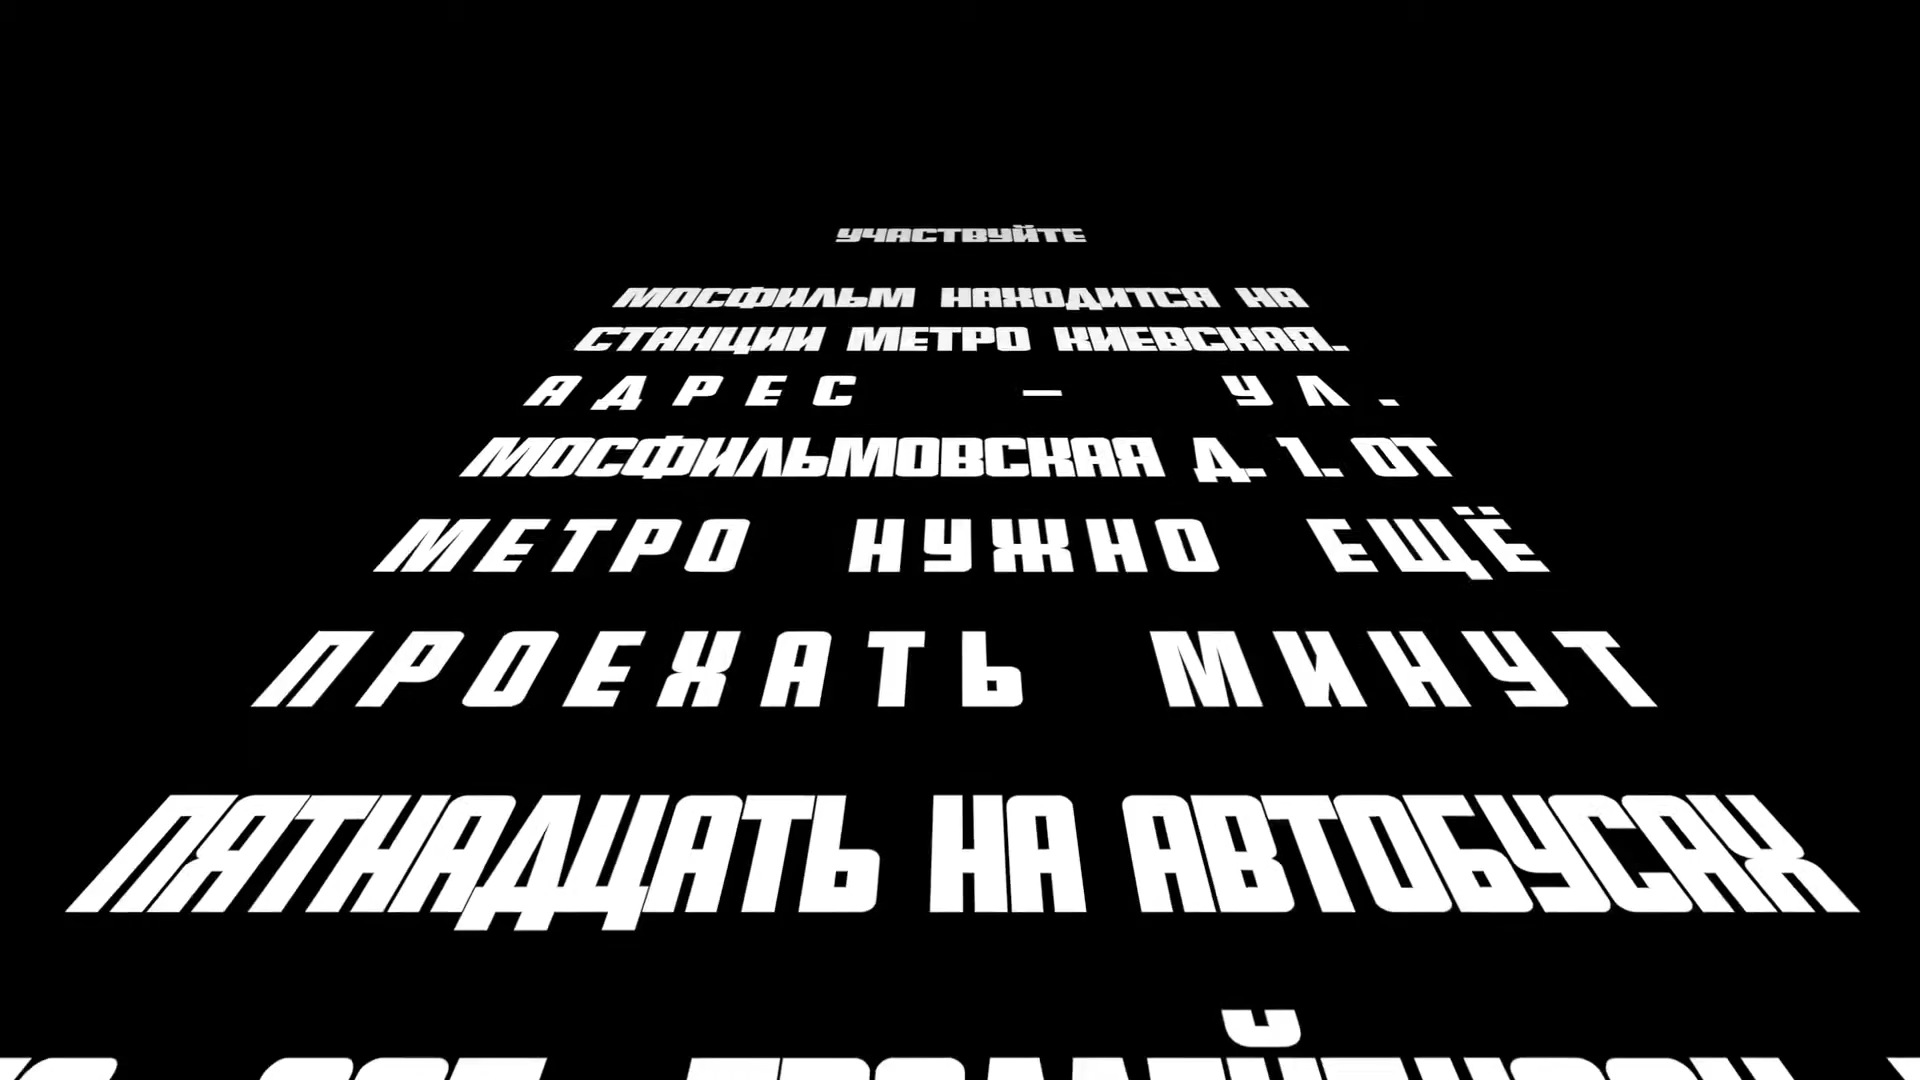 УЧАСТВУЙТЕ
МОСФИЛЬМ НАХОДИТСЯ НА
СТАНЦИИ МЕТРО КИЕВСКАЯ.
АДРЕС – УЛ.
МОСФИЛЬМОВСКАЯ Д. 1. ОТ
МЕТРО НУЖНО ЕЩЁ
ПРОЕХАТЬ МИНУТ
ПЯТНАДЦАТЬ НА АВТОБУСАХ